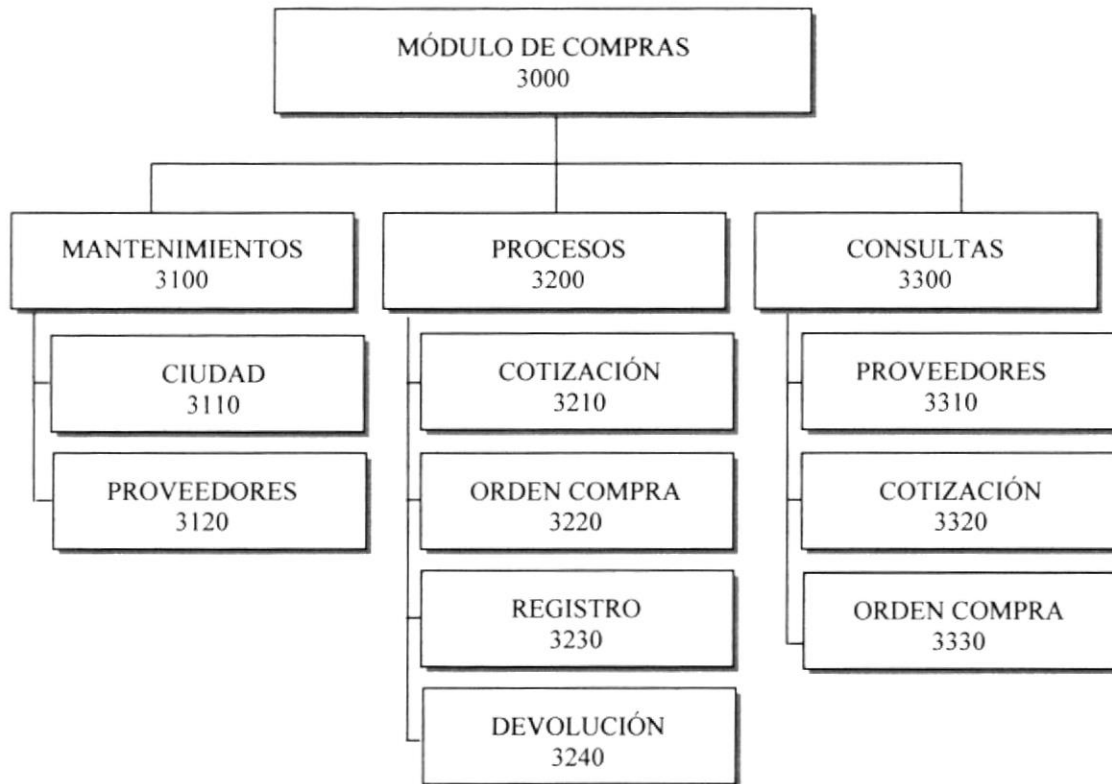 MÓDULO DE COMPRAS
3000
MANTENIMIENTOS
3100
CIUDAD
3110
PROVEEDORES
3120
PROCESOS
3200
COTIZACIÓN
3210
ORDEN COMPRA
3220
REGISTRO
3230
DEVOLUCIÓN
3240
CONSULTAS
3300
PROVEEDORES
3310
COTIZACIÓN
3320
ORDEN COMPRA
3330